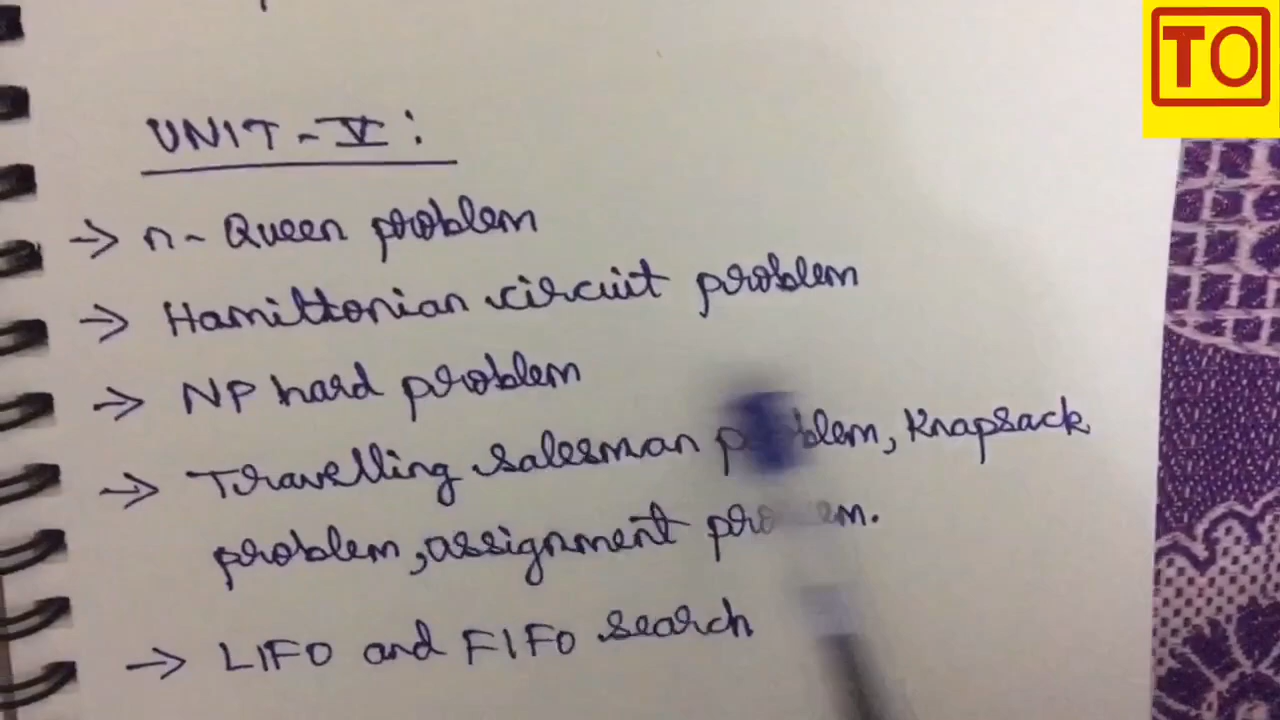 TO
UNIT - V :
→ n - Queen problem
→ Hamiltonian circuit problem
→ NP hard problem
→ Travelling salesman problem, Knapsack
problem, assignment problem.
→ LIFO and FIFO search